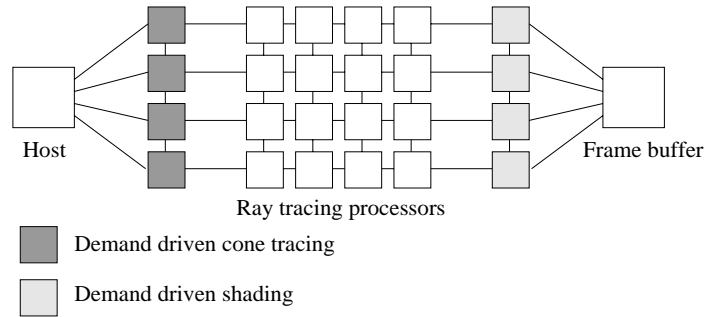 Host
Frame buffer
Ray tracing processors
Demand driven cone tracing
Demand driven shading